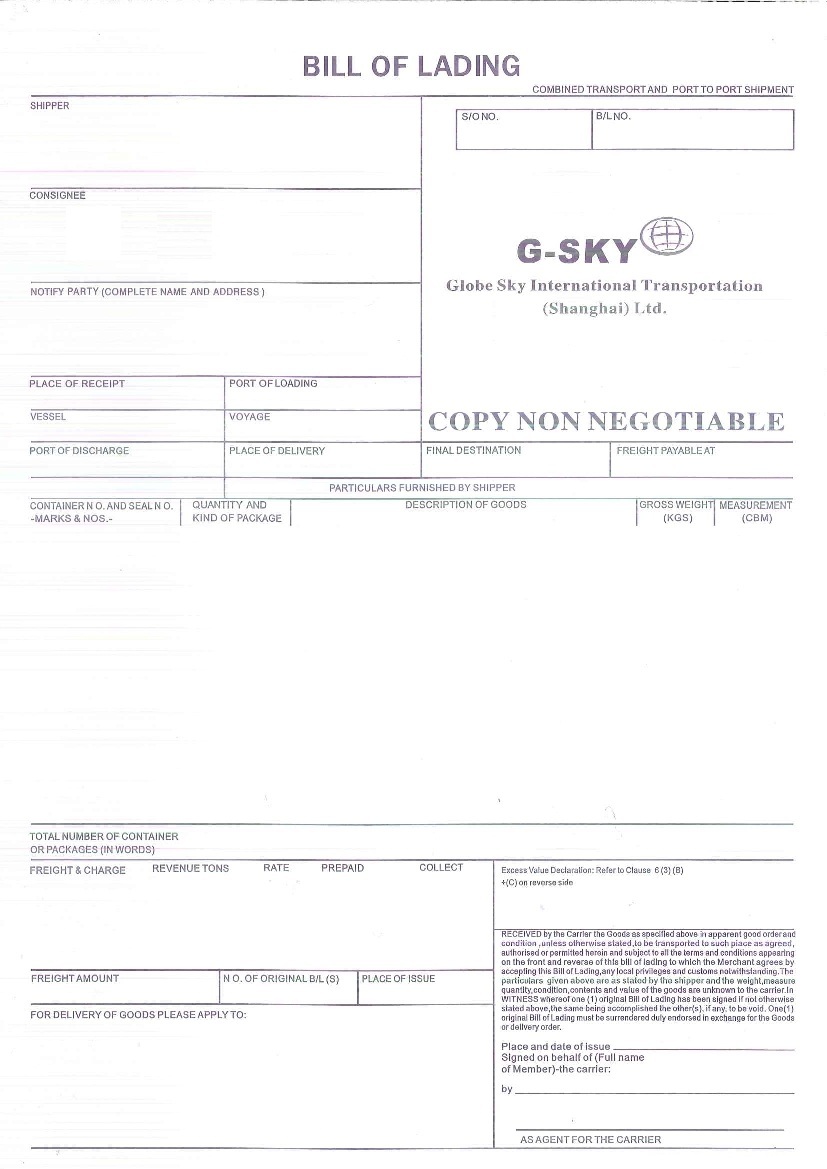 BILL OF LADING
COMBINED TRANSPORT AND PORT TO PORT SHIPMENT
SHIPPER
S/O NO.
B/L NO.
CONSIGNEE
G-SKY
Globe Sky International Transportation
(Shanghai) Ltd.
NOTIFY PARTY (COMPLETE NAME AND ADDRESS )
PLACE OF RECEIPT
PORT OF LOADING
VESSEL
VOYAGE
COPY NON NEGOTIABLE
PORT OF DISCHARGE
PLACE OF DELIVERY
FINAL DESTINATION
FREIGHT PAYABLE AT
PARTICULARS FURNISHED BY SHIPPER
CONTAINER N O. AND SEAL N O.
-MARKS & NOS.-
QUANTITY AND
KIND OF PACKAGE
DESCRIPTION OF GOODS
GROSS WEIGHT
(KGS)
MEASUREMENT
(CBM)
TOTAL NUMBER OF CONTAINER
OR PACKAGES (IN WORDS)
FREIGHT & CHARGE
REVENUE TONS
RATE
PREPAID
COLLECT
Excess Value Declaration: Refer to Clause 6 (3) (B)
+(C) on reverse side
RECEIVED by the Carrier the Goods as specified above in apparent good order and
condition ,unless otherwise stated,to be transported to such place as agreed,
authorised or permitted herein and subject to all the terms and conditions appearing
on the front and reverse of this bill of lading to which the Merchant agrees by
accepting this Bill of Lading,any local privileges and customs notwithstanding.The
particulars given above are as stated by the shipper and the weight,measure
quantity,condition,contents and value of the goods are unknown to the carrier.In
WITNESS whereof one (1) original Bill of Lading has been signed if not otherwise
stated above,the same being accomplished the other(s), if any, to be void. One(1)
original Bill of Lading must be surrendered duly endorsed in exchange for the Goods
or delivery order.
FREIGHT AMOUNT
N O. OF ORIGINAL B/L (S)
PLACE OF ISSUE
FOR DELIVERY OF GOODS PLEASE APPLY TO:
Place and date of issue
Signed on behalf of (Full name
of Member)-the carrier:
by
AS AGENT FOR THE CARRIER